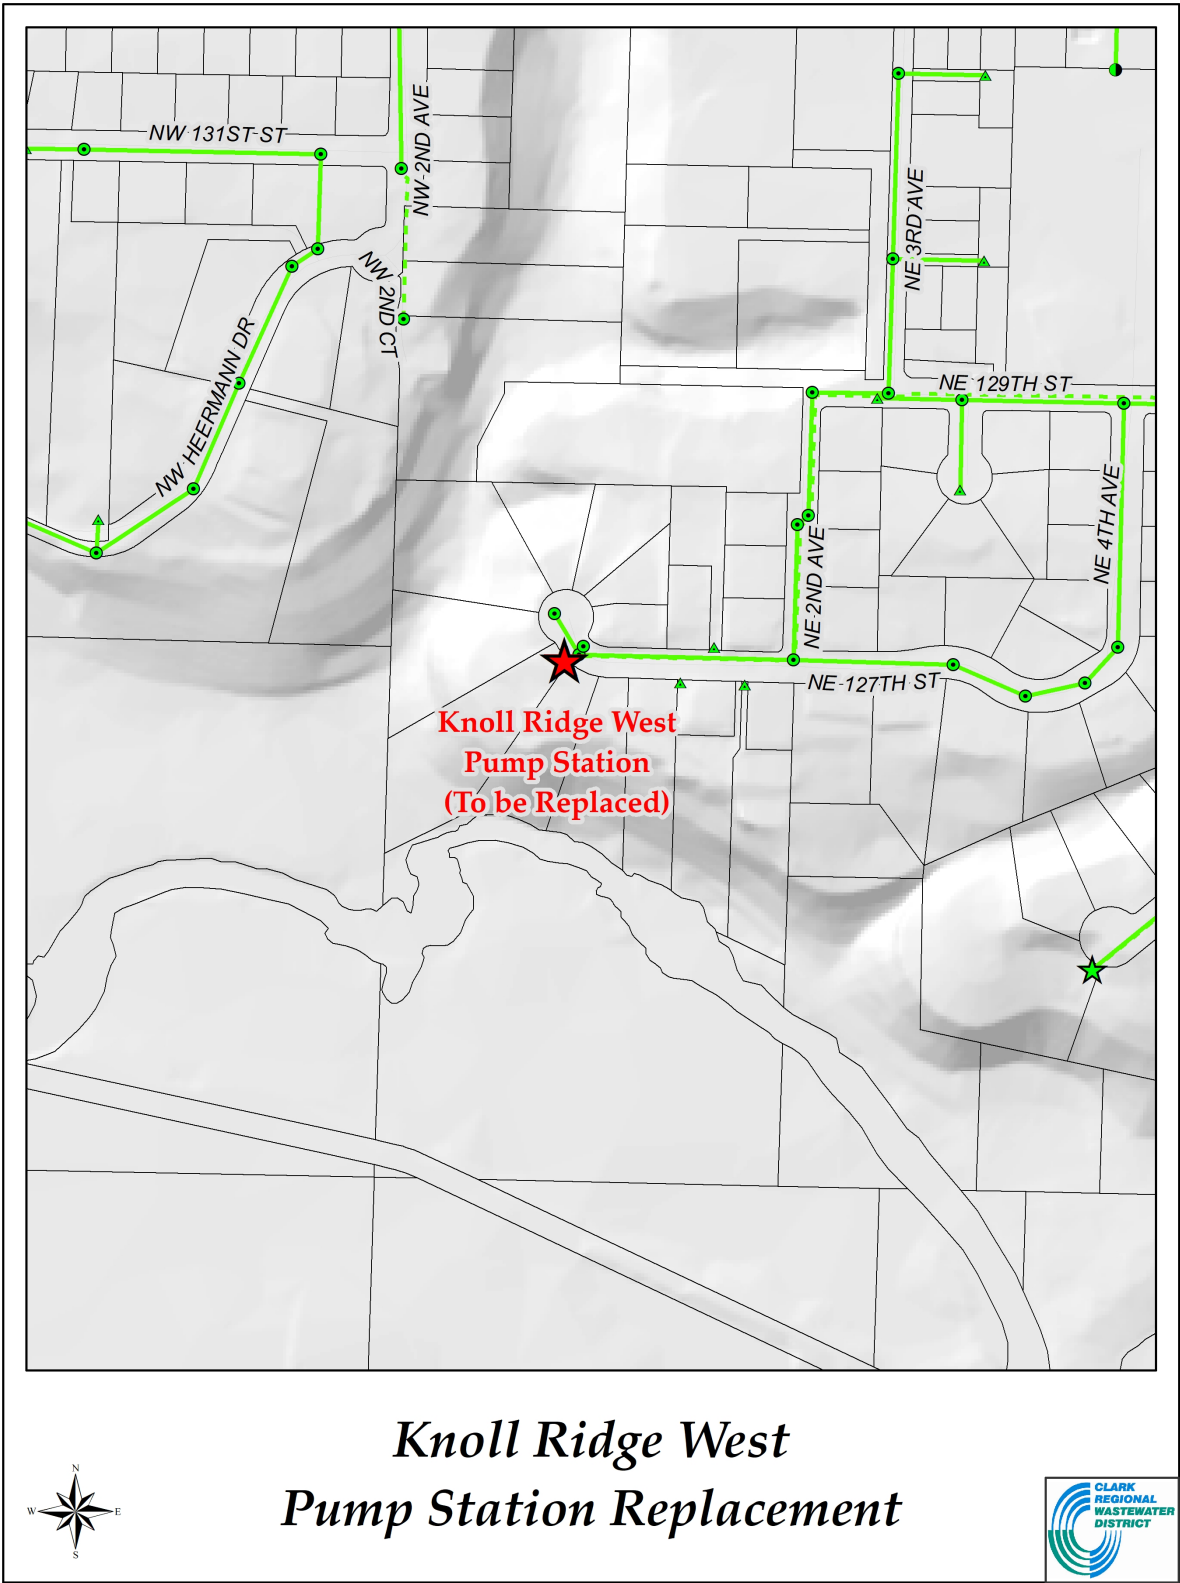 NW 131ST ST
NW 2ND AVE
NE 3RD AVE
NW 2ND CT
NW HEERMANN DR
NE 129TH ST
NE 4TH AVE
NE 2ND AVE
NE 127TH ST
Knoll Ridge West
Pump Station
(To be Replaced)
Knoll Ridge West
Pump Station Replacement
N
W
E
S
CLARK
REGIONAL
WASTEWATER
DISTRICT